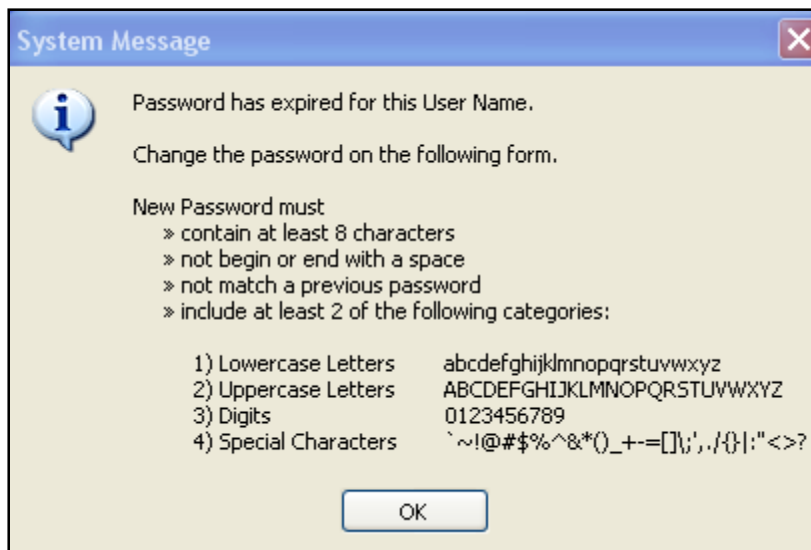 System Message
Password has expired for this User Name.
Change the password on the following form.
New Password must
» contain at least 8 characters
» not begin or end with a space
» not match a previous password
» include at least 2 of the following categories:
1) Lowercase Letters abcdefghijklmnopqrstuvwxyz
2) Uppercase Letters ABCDEFGHIJKLMNOPQRSTUVWXYZ
3) Digits 0123456789
4) Special Characters `~!@#$%^&*()_+-=[]\;',./{}|:"<>?
OK